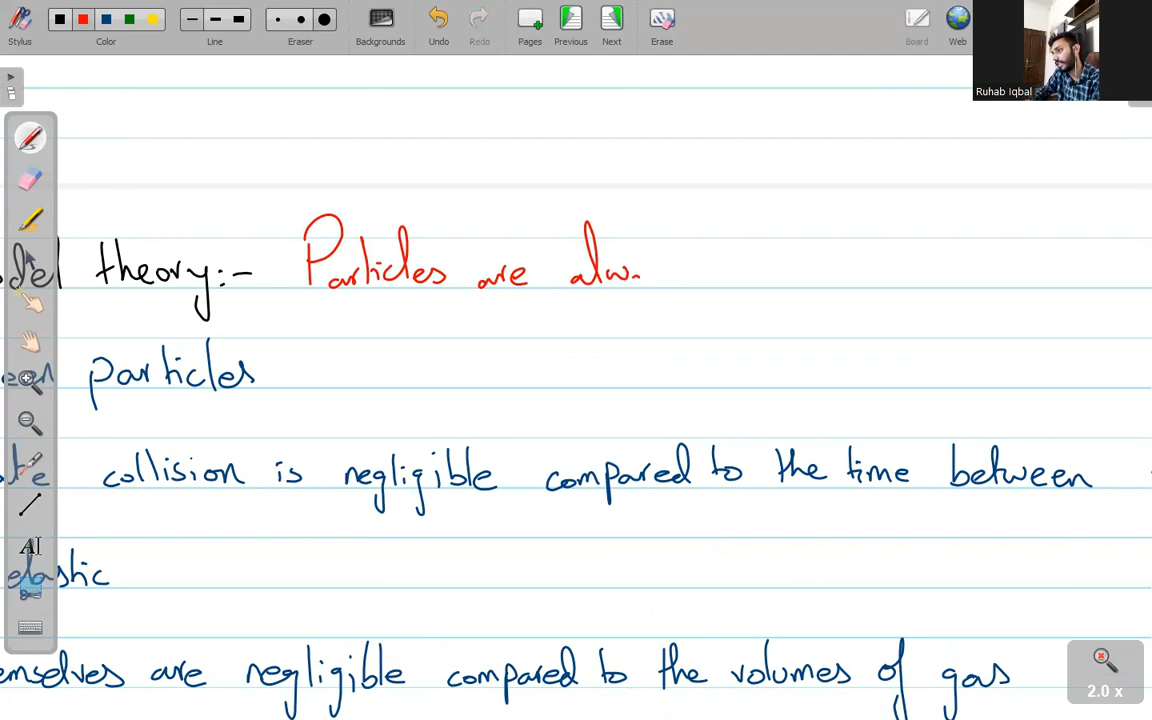 Stylus Color Line Eraser Backgrounds Undo Redo Pages Previous Next Erase Board Web
Ruhab Iqbal
theory:- Particles are alw
particles
collision is negligible compared to the time between
elastic
emselves are negligible compared to the volumes of gas
2.0 x